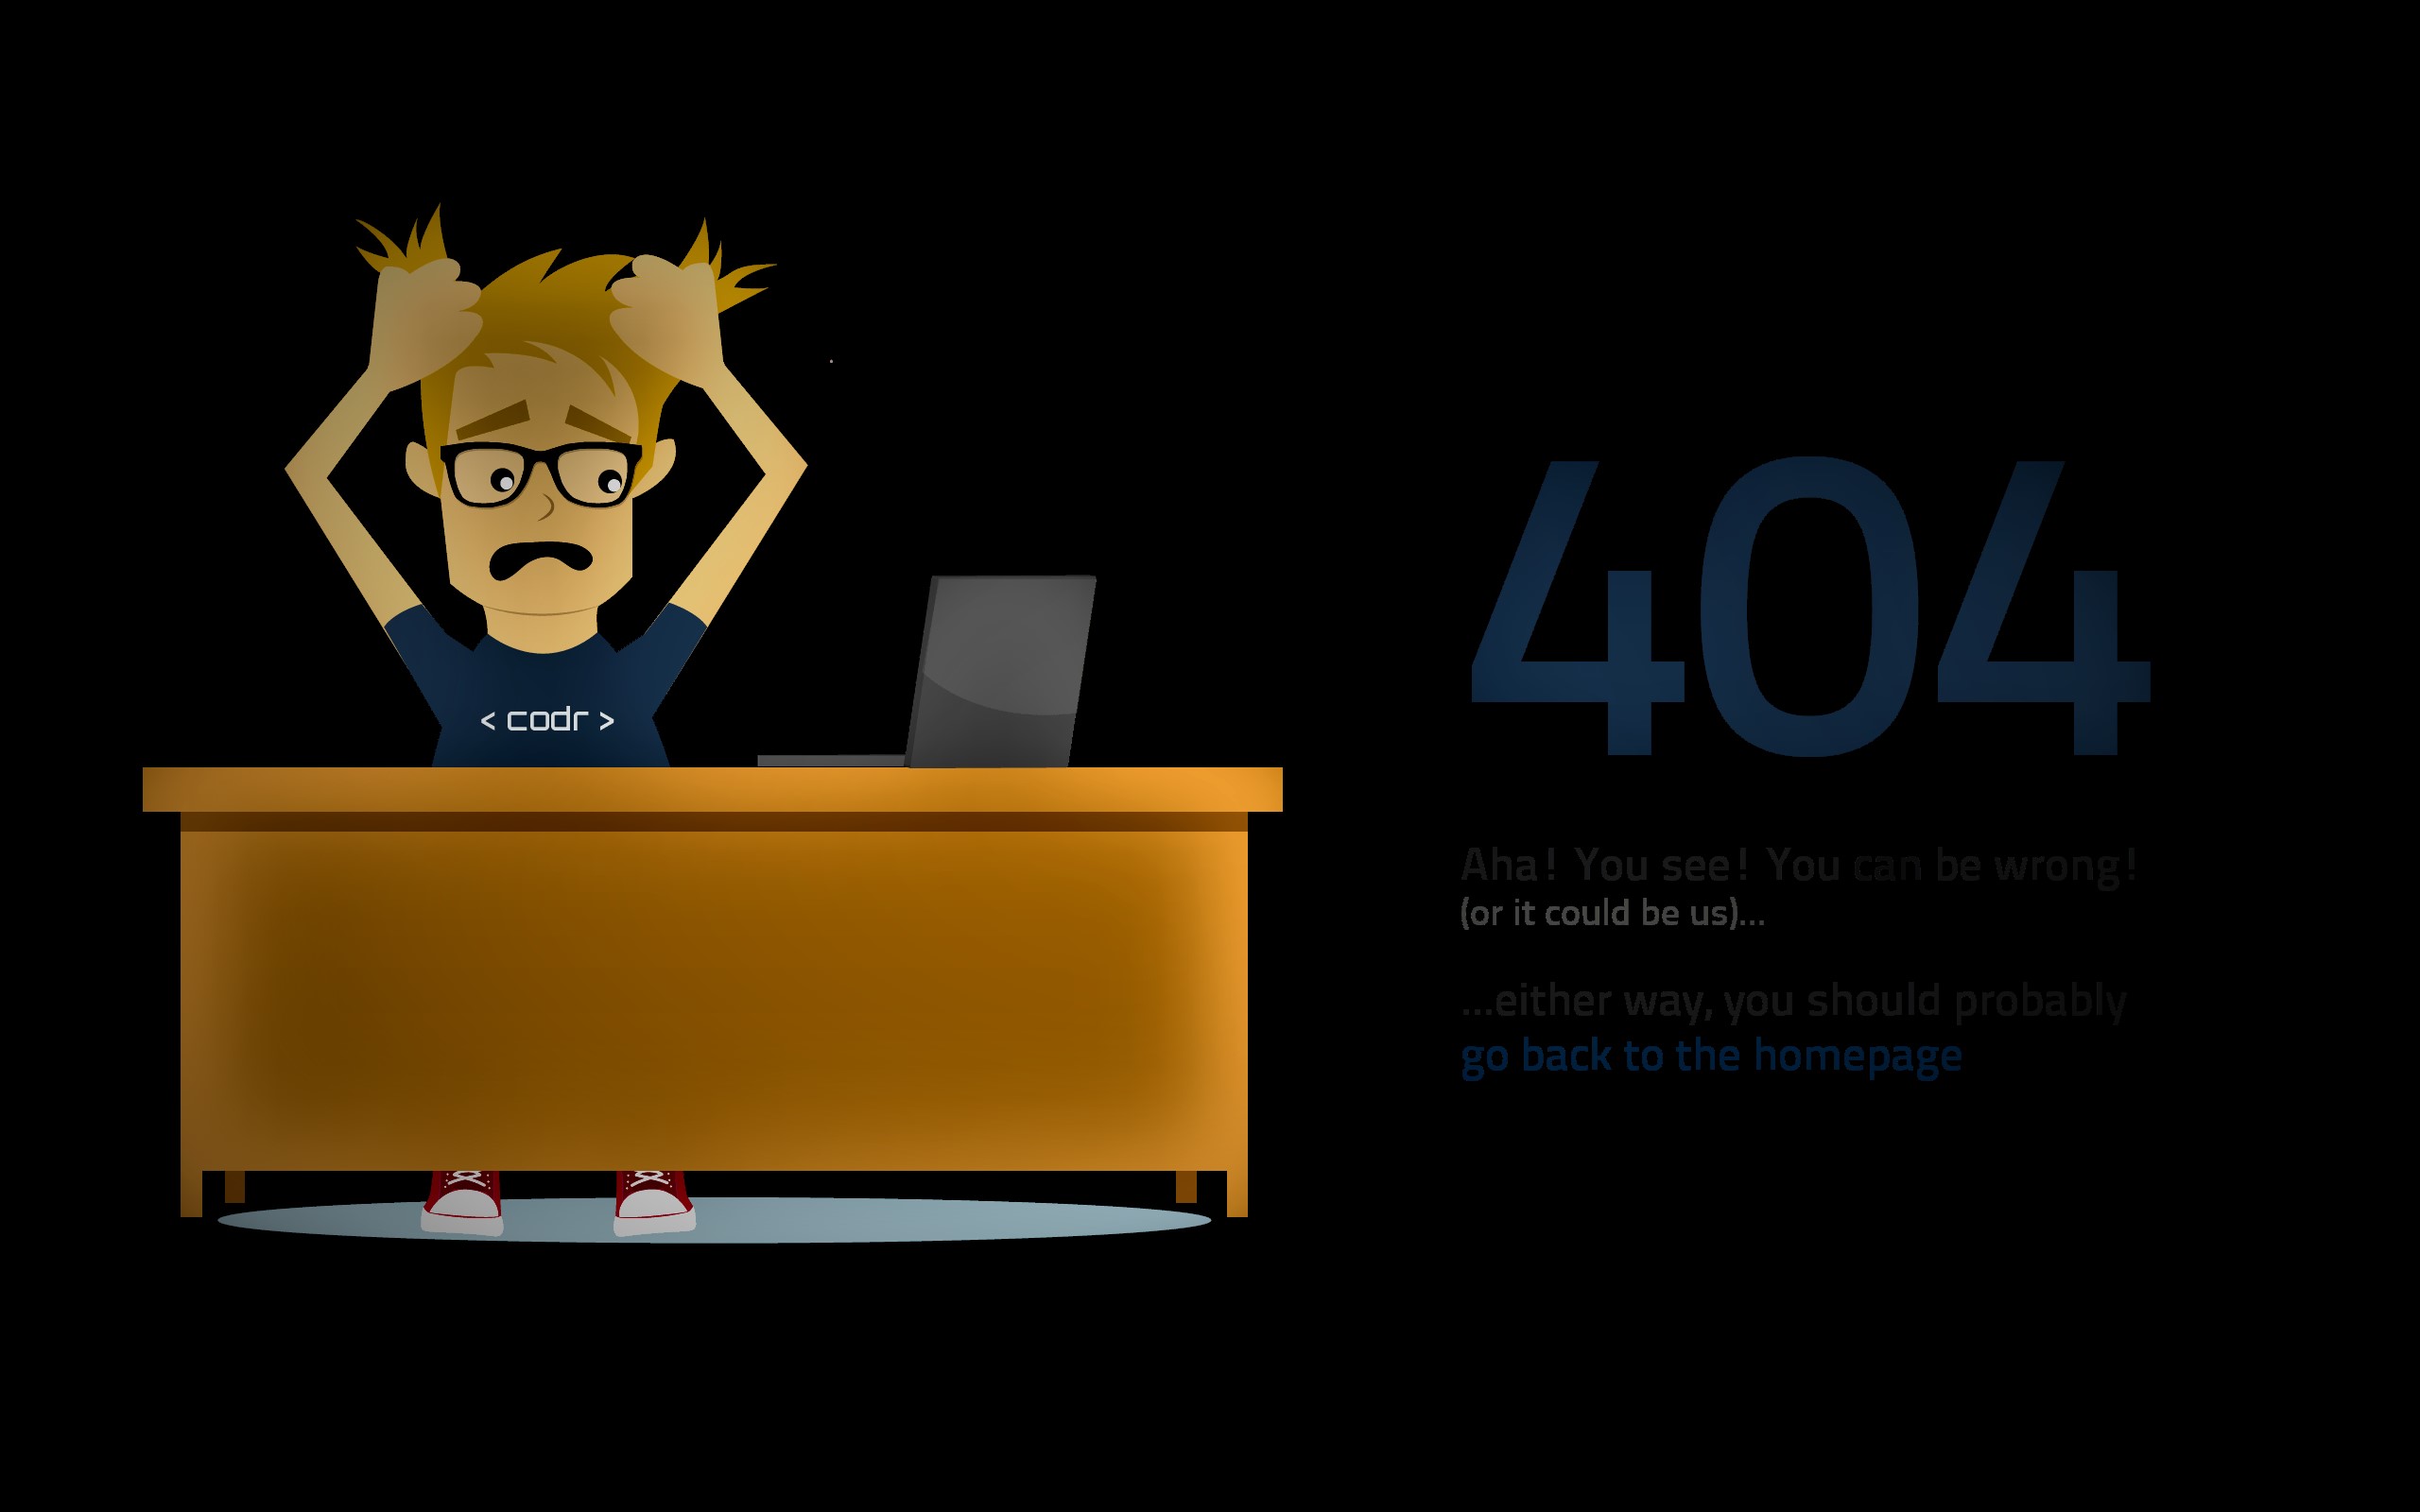 < codr >
404
Aha! You see! You can be wrong!
(or it could be us)...
...either way, you should probably
go back to the homepage